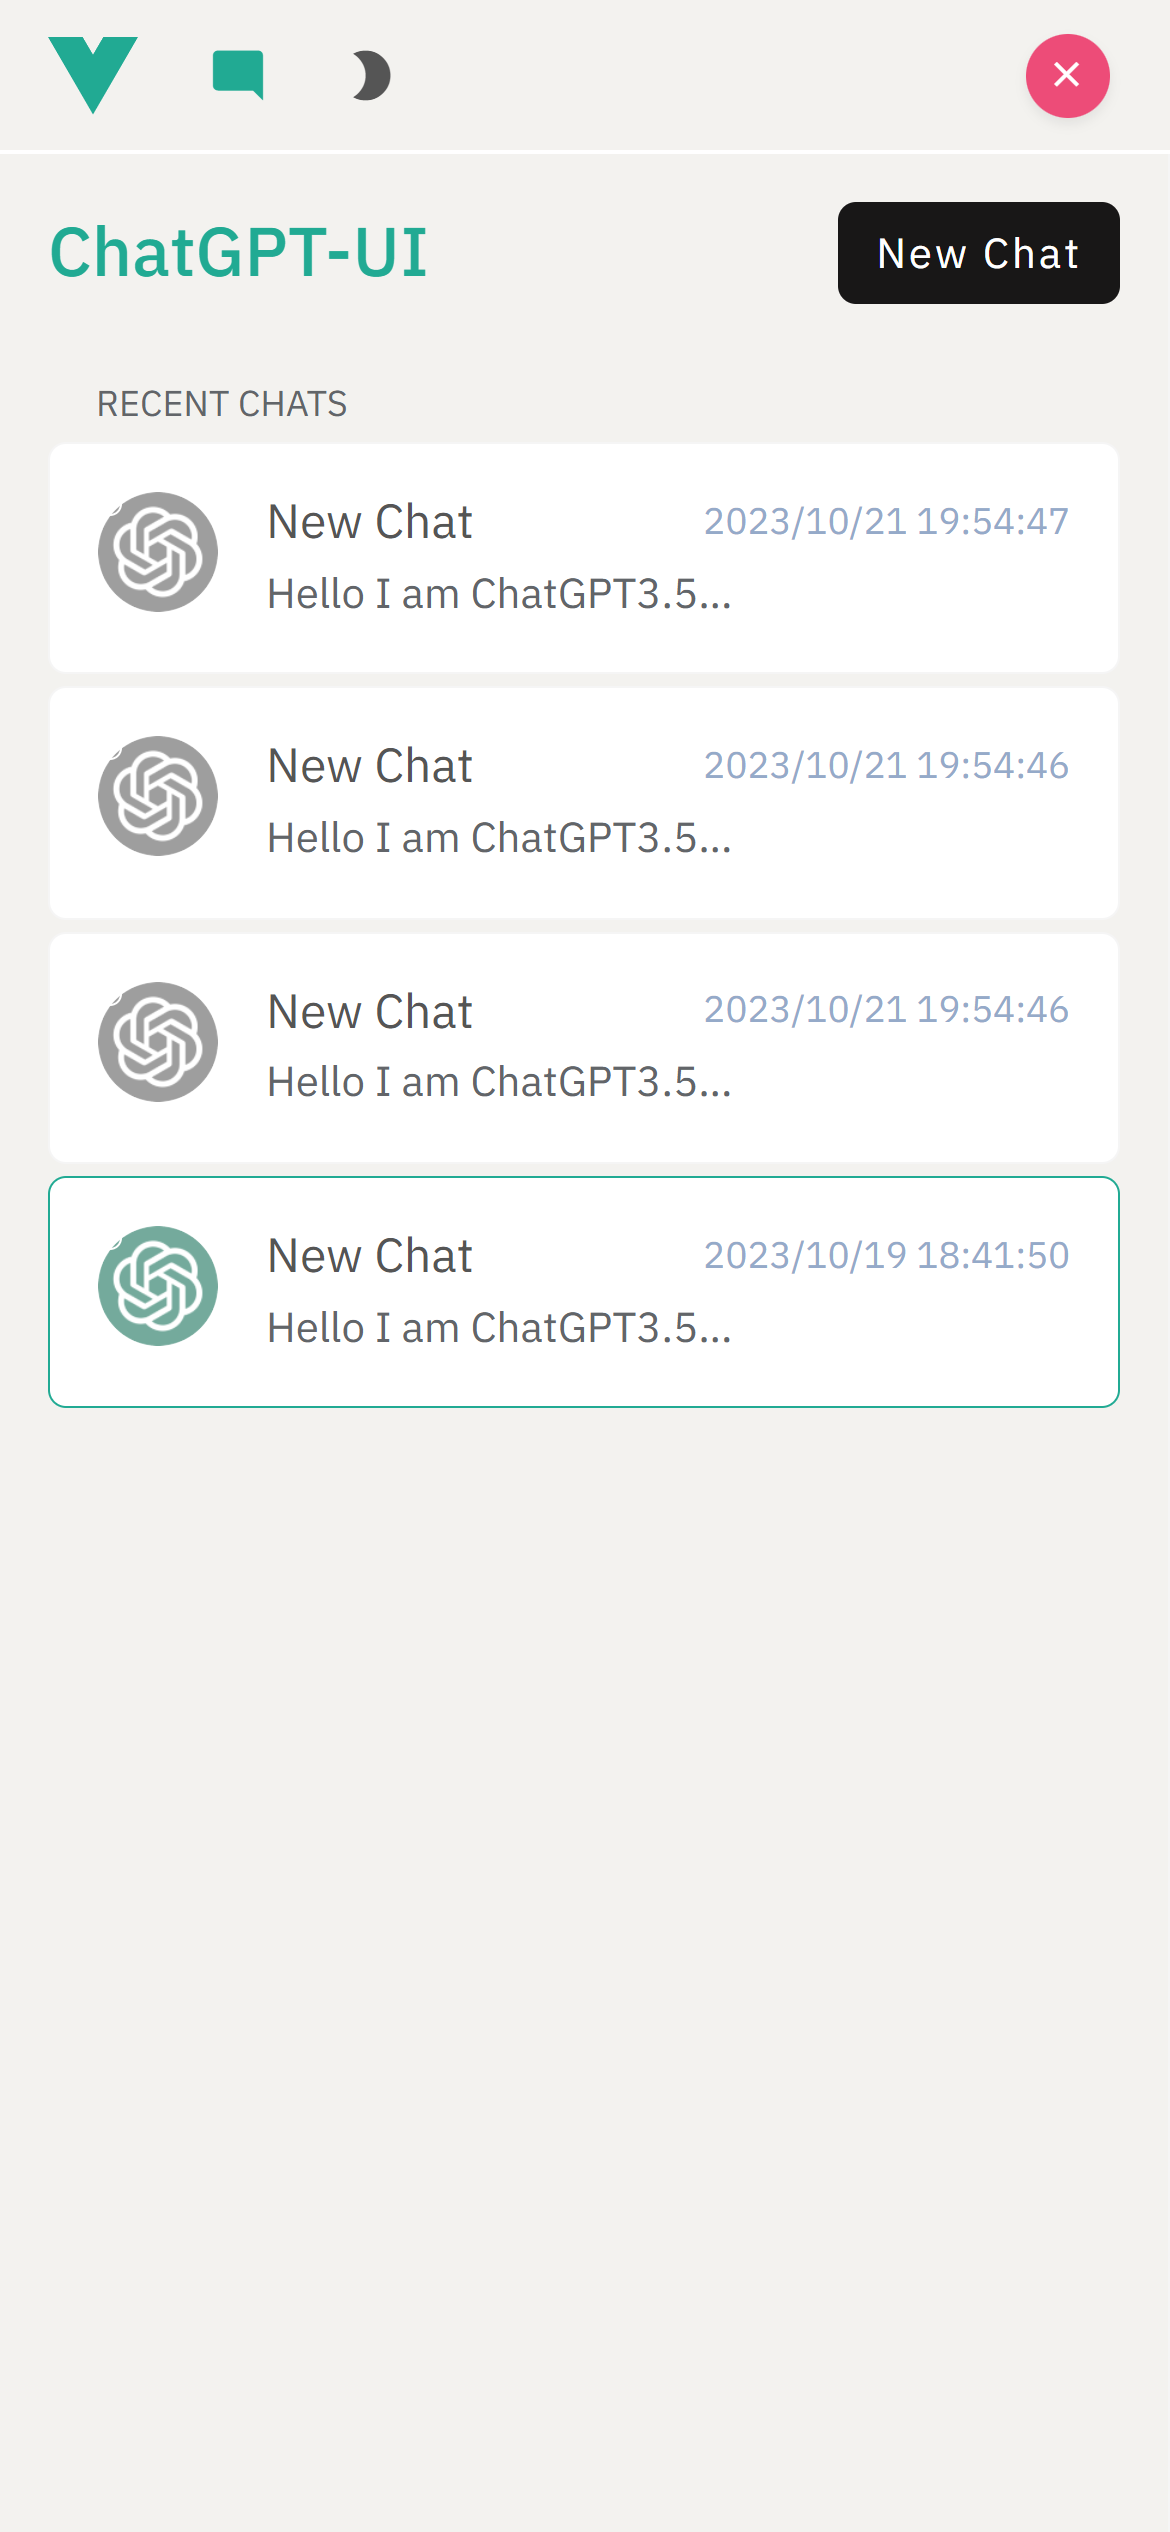 ChatGPT-UI
New Chat
RECENT CHATS
New Chat 2023/10/21 19:54:47
Hello I am ChatGPT3.5...
New Chat 2023/10/21 19:54:46
Hello I am ChatGPT3.5...
New Chat 2023/10/21 19:54:46
Hello I am ChatGPT3.5...
New Chat 2023/10/19 18:41:50
Hello I am ChatGPT3.5...